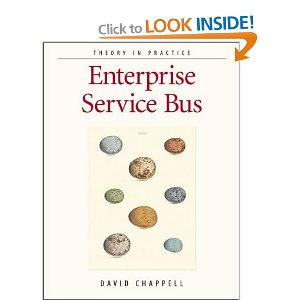 Click to
LOOK INSIDE!
THEORY IN PRACTICE
Enterprise
Service Bus
DAVID CHAPPELL